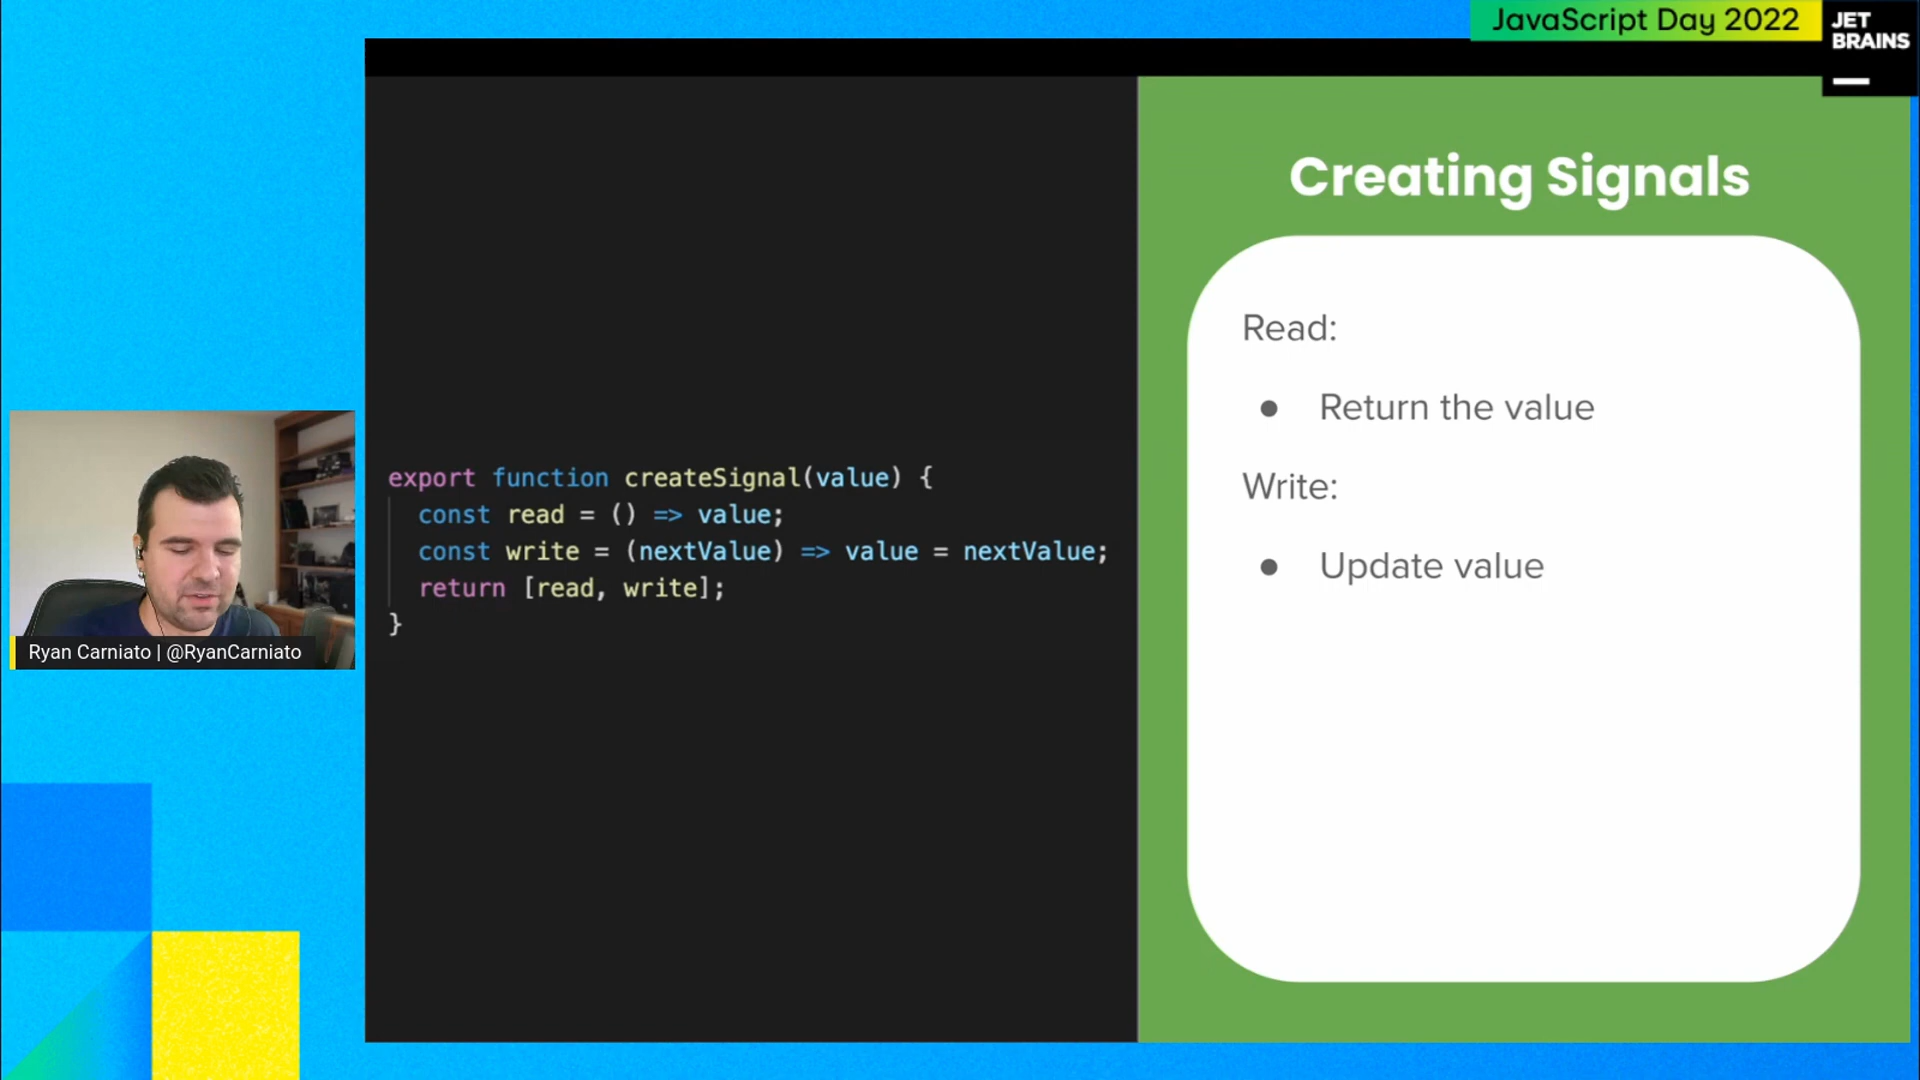 JavaScript Day 2022
JET
BRAINS
Creating Signals
Read:
● Return the value
Write:
● Update value
export function createSignal(value) {
  const read = () => value;
  const write = (nextValue) => value = nextValue;
  return [read, write];
}
Ryan Carniato | @RyanCarniato